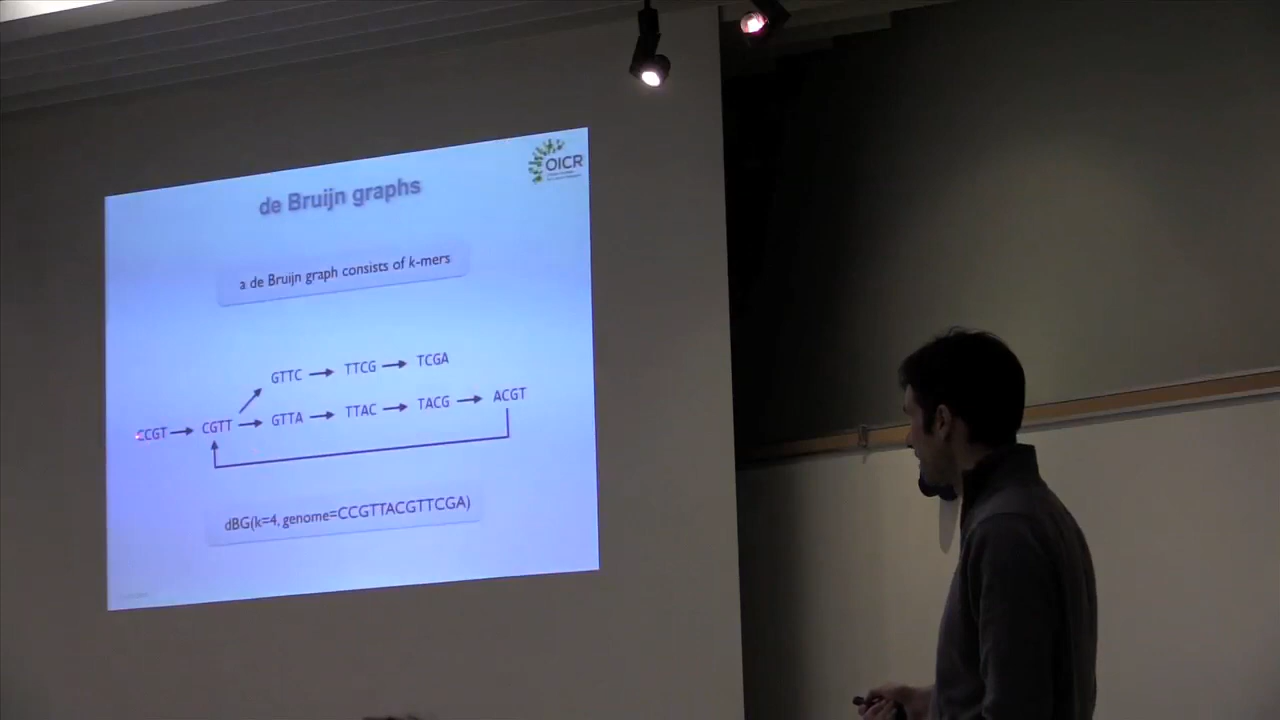 OICR
de Bruijn graphs
a de Bruijn graph consists of k-mers
GTTC → TTCG → TCGA
CCGT → CGTT → GTTA → TTAC → TACG → ACGT
dBG(k=4, genome=CCGTTACGTTCGA)